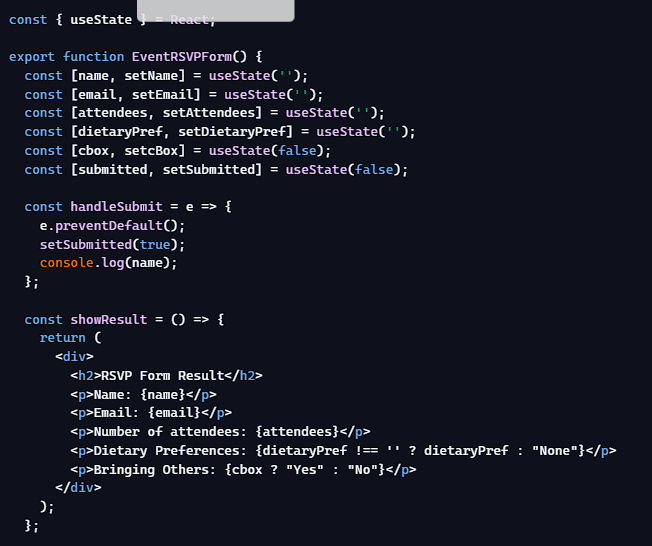 const { useState } = React;
export function EventRSVPForm() {
const [name, setName] = useState('');
const [email, setEmail] = useState('');
const [attendees, setAttendees] = useState('');
const [dietaryPref, setDietaryPref] = useState('');
const [cbox, setcBox] = useState(false);
const [submitted, setSubmitted] = useState(false);
const handleSubmit = e => {
e.preventDefault();
setSubmitted(true);
console.log(name);
};
const showResult = () => {
return (
<div>
<h2>RSVP Form Result</h2>
<p>Name: {name}</p>
<p>Email: {email}</p>
<p>Number of attendees: {attendees}</p>
<p>Dietary Preferences: {dietaryPref !== '' ? dietaryPref : "None"}</p>
<p>Bringing Others: {cbox ? "Yes" : "No"}</p>
</div>
);
};